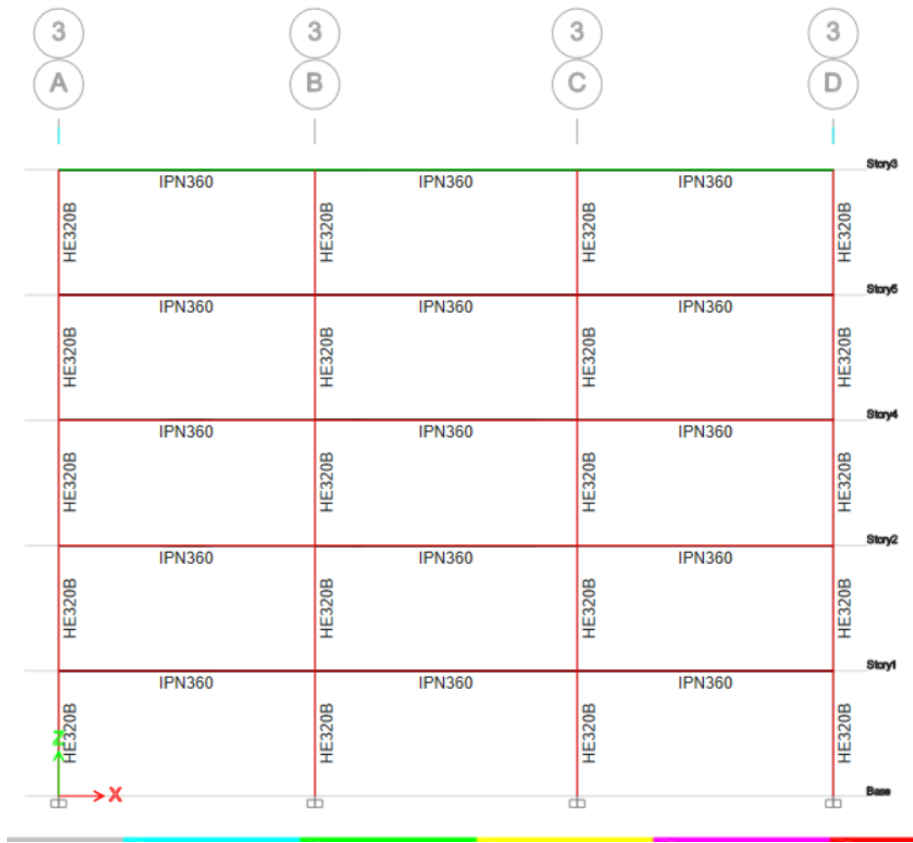 3 3 3 3
A B C D
Story3
IPN360 IPN360 IPN360
HE320B HE320B HE320B HE320B
Story5
IPN360 IPN360 IPN360
HE320B HE320B HE320B HE320B
Story4
IPN360 IPN360 IPN360
HE320B HE320B HE320B HE320B
Story2
IPN360 IPN360 IPN360
HE320B HE320B HE320B HE320B
Story1
IPN360 IPN360 IPN360
HE320B HE320B HE320B HE320B
Z
X
Base